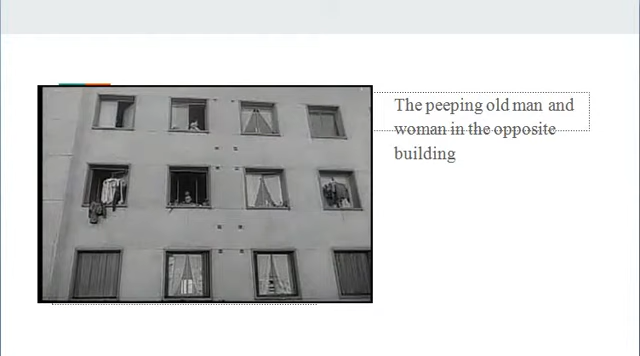 The peeping old man and
woman in the opposite
building